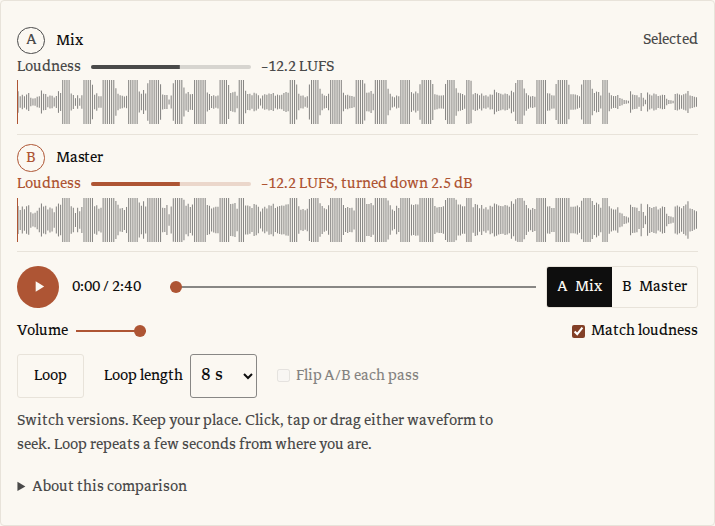 A Mix Selected
Loudness –12.2 LUFS
B Master
Loudness –12.2 LUFS, turned down 2.5 dB
0:00 / 2:40 A Mix B Master
Volume Match loudness
Loop Loop length 8 s Flip A/B each pass
Switch versions. Keep your place. Click, tap or drag either waveform to
seek. Loop repeats a few seconds from where you are.
About this comparison